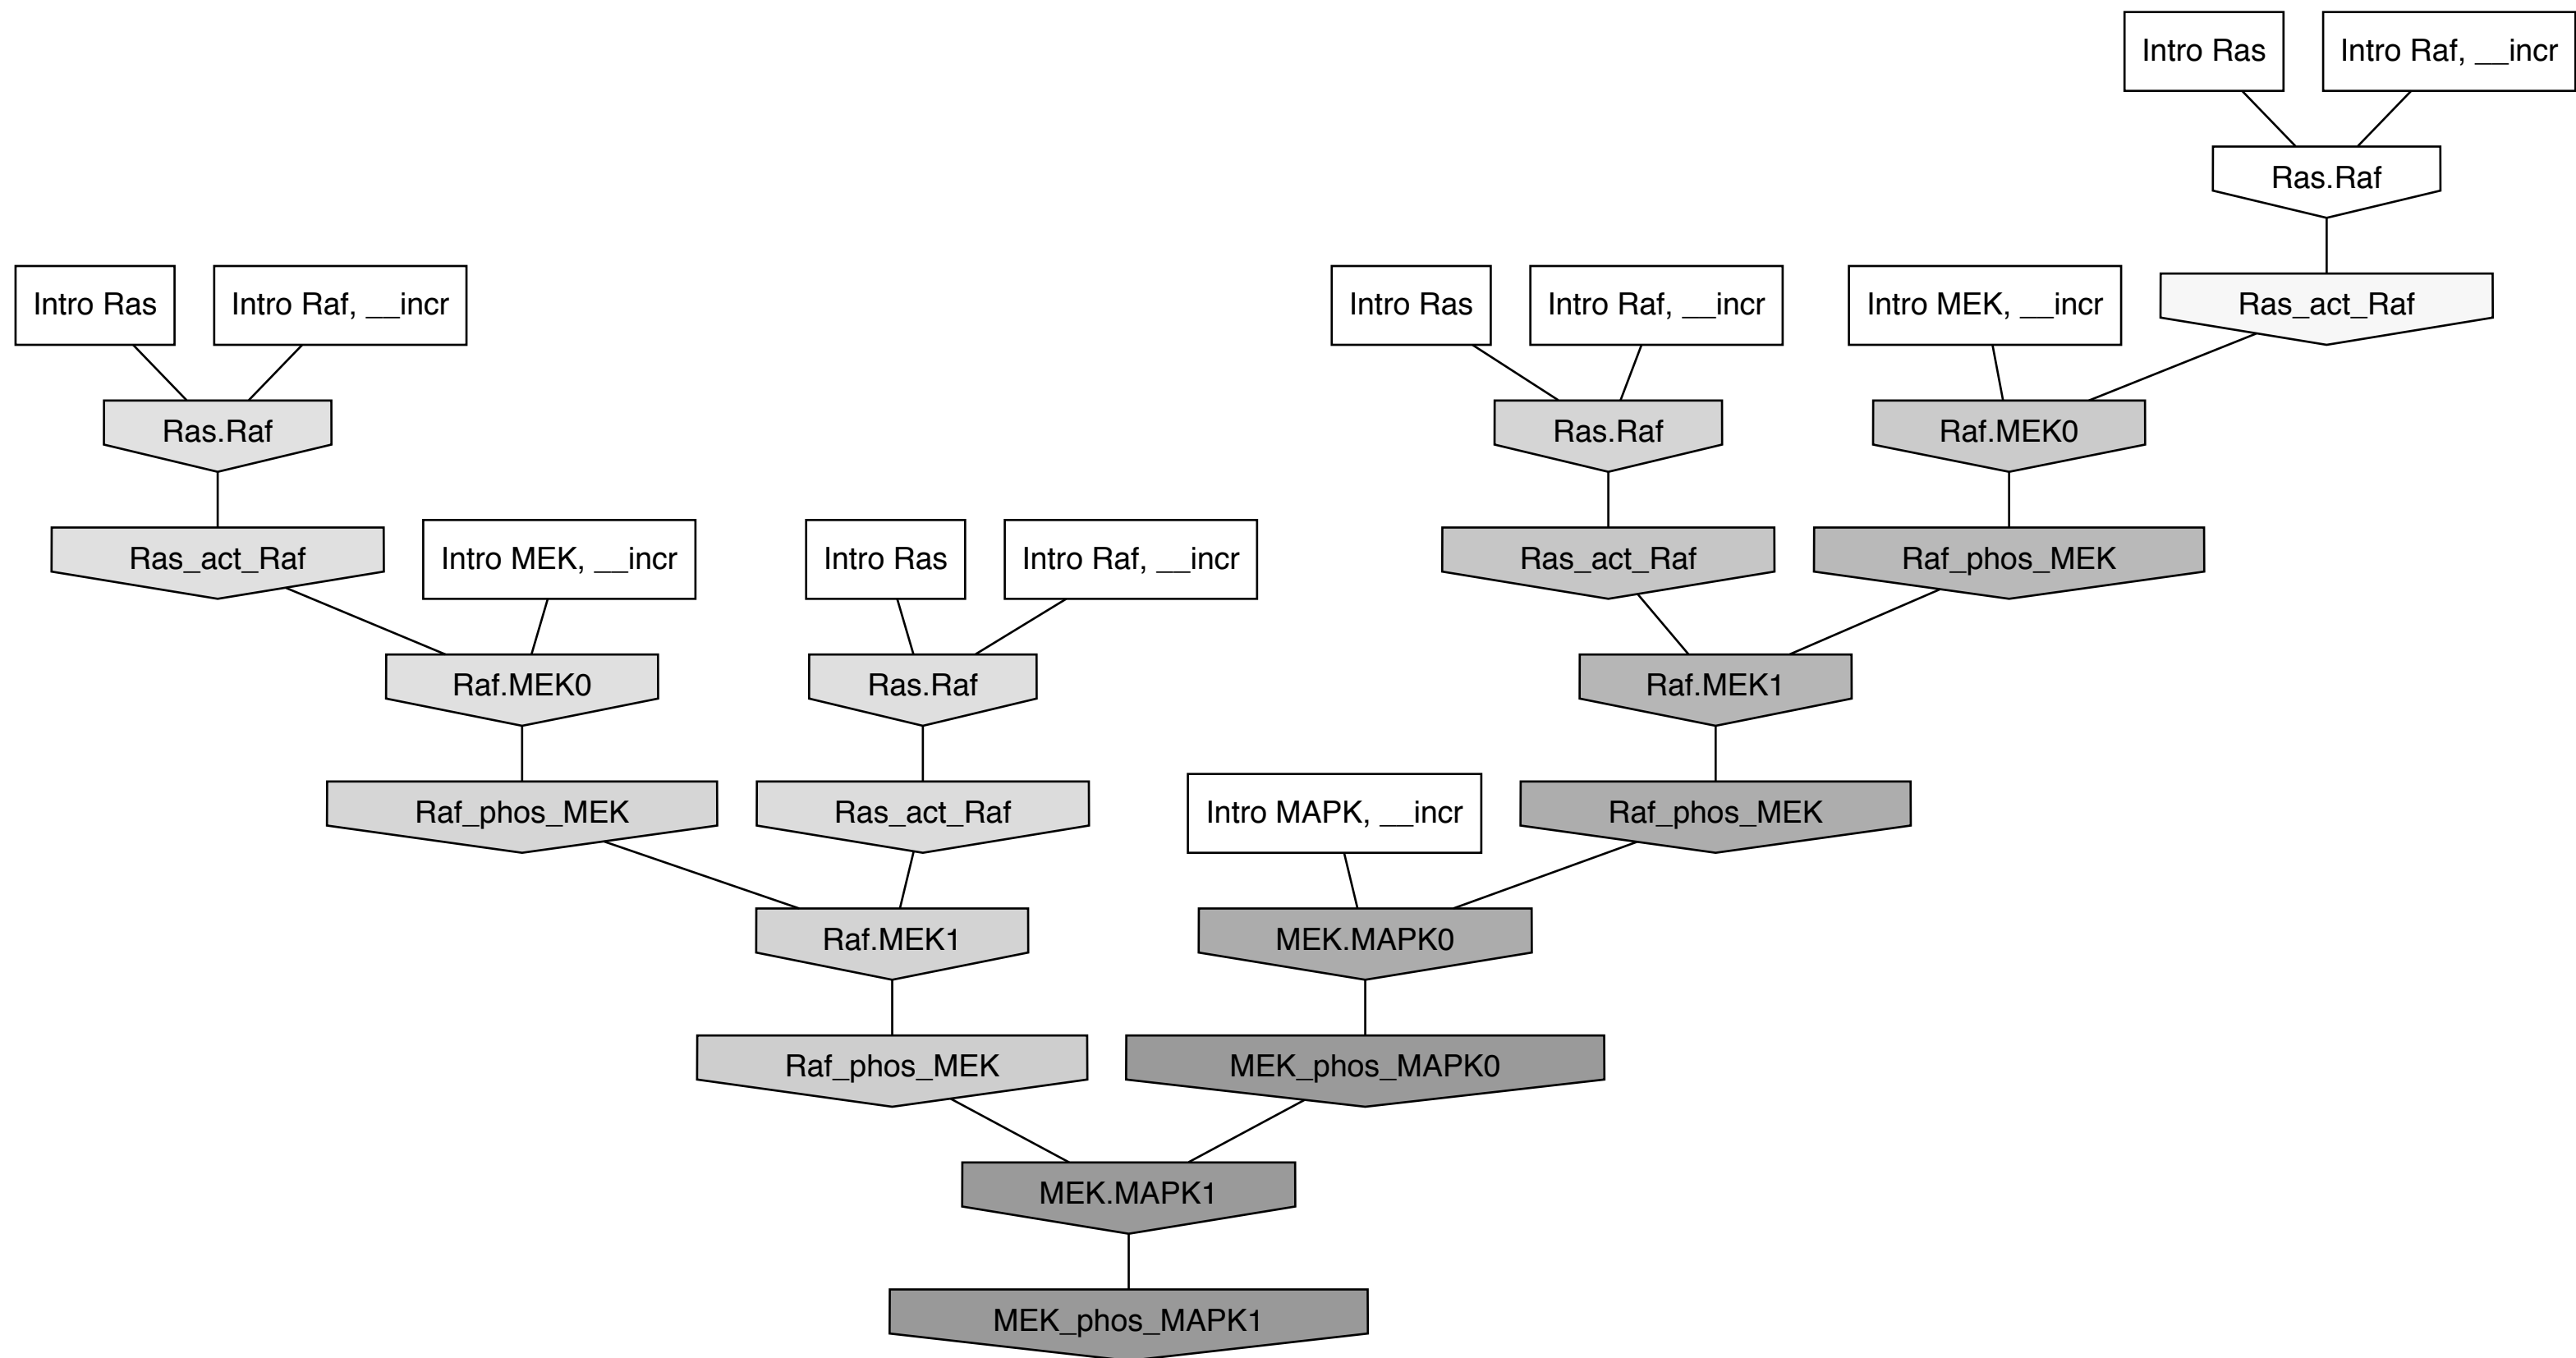 Intro Ras
Intro Raf, __incr
Ras.Raf
Intro Ras
Intro Raf, __incr
Intro Ras
Intro Raf, __incr
Intro MEK, __incr
Ras_act_Raf
Ras.Raf
Ras.Raf
Raf.MEK0
Ras_act_Raf
Intro MEK, __incr
Intro Ras
Intro Raf, __incr
Ras_act_Raf
Raf_phos_MEK
Raf.MEK0
Ras.Raf
Raf.MEK1
Raf_phos_MEK
Ras_act_Raf
Intro MAPK, __incr
Raf_phos_MEK
Raf.MEK1
MEK.MAPK0
Raf_phos_MEK
MEK_phos_MAPK0
MEK.MAPK1
MEK_phos_MAPK1